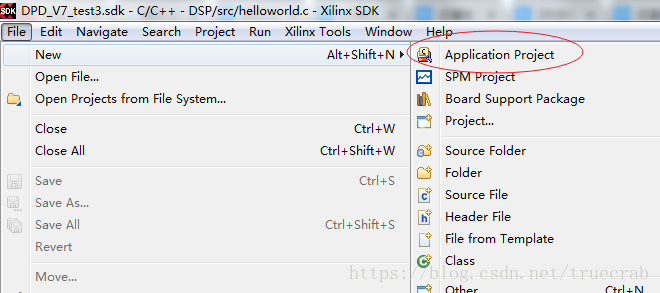 SDK DPD_V7_test3.sdk - C/C++ - DSP/src/helloworld.c - Xilinx SDK
File Edit Navigate Search Project Run Xilinx Tools Window Help
New Alt+Shift+N
Open File...
Open Projects from File System...
Close Ctrl+W
Close All Ctrl+Shift+W
Save Ctrl+S
Save As...
Save All Ctrl+Shift+S
Revert
Move...
Application Project
SPM Project
Board Support Package
Project...
Source Folder
Folder
Source File
Header File
File from Template
Class
Other Ctrl+N
https://blog.csdn.net/truecrab